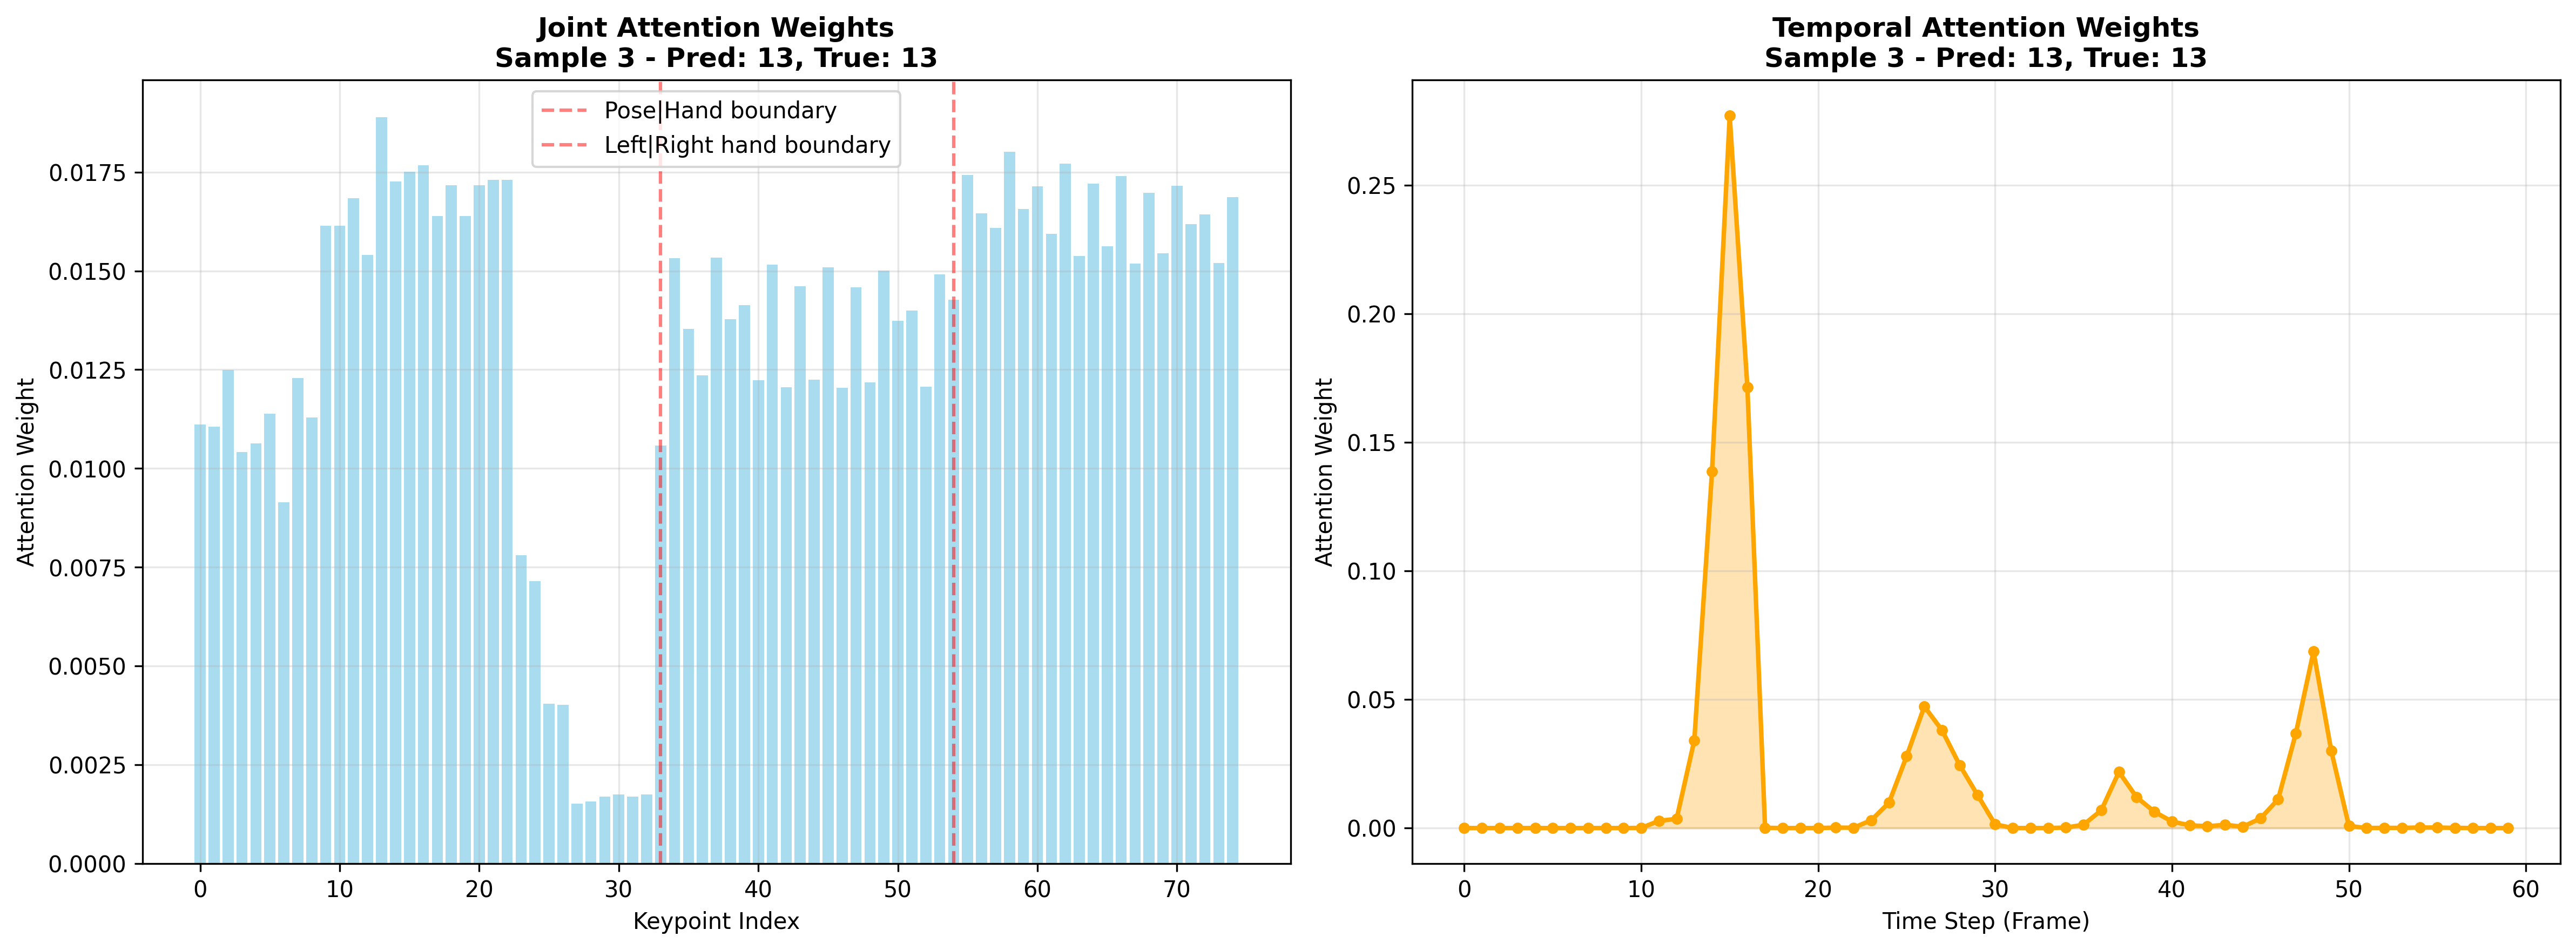 Joint Attention Weights
Sample 3 - Pred: 13, True: 13
Pose|Hand boundary
Left|Right hand boundary
Attention Weight
0.0175
0.0150
0.0125
0.0100
0.0075
0.0050
0.0025
0.0000
0 10 20 30 40 50 60 70
Keypoint Index
Temporal Attention Weights
Sample 3 - Pred: 13, True: 13
Attention Weight
0.25
0.20
0.15
0.10
0.05
0.00
0 10 20 30 40 50 60
Time Step (Frame)